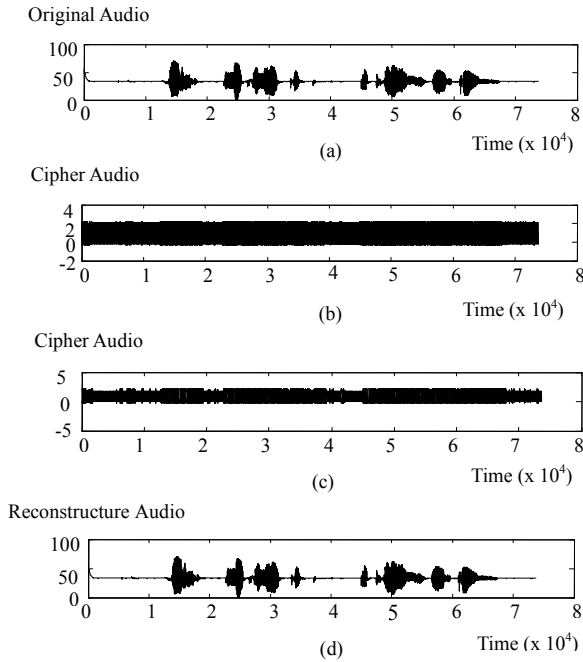 Original Audio
100
50
0
0 1 2 3 4 5 6 7 8
Time (x 10⁴)
(a)
Cipher Audio
4
2
0
-2
0 1 2 3 4 5 6 7 8
Time (x 10⁴)
(b)
Cipher Audio
5
0
-5
0 1 2 3 4 5 6 7 8
Time (x 10⁴)
(c)
Reconstructure Audio
100
50
0
0 1 2 3 4 5 6 7 8
Time (x 10⁴)
(d)